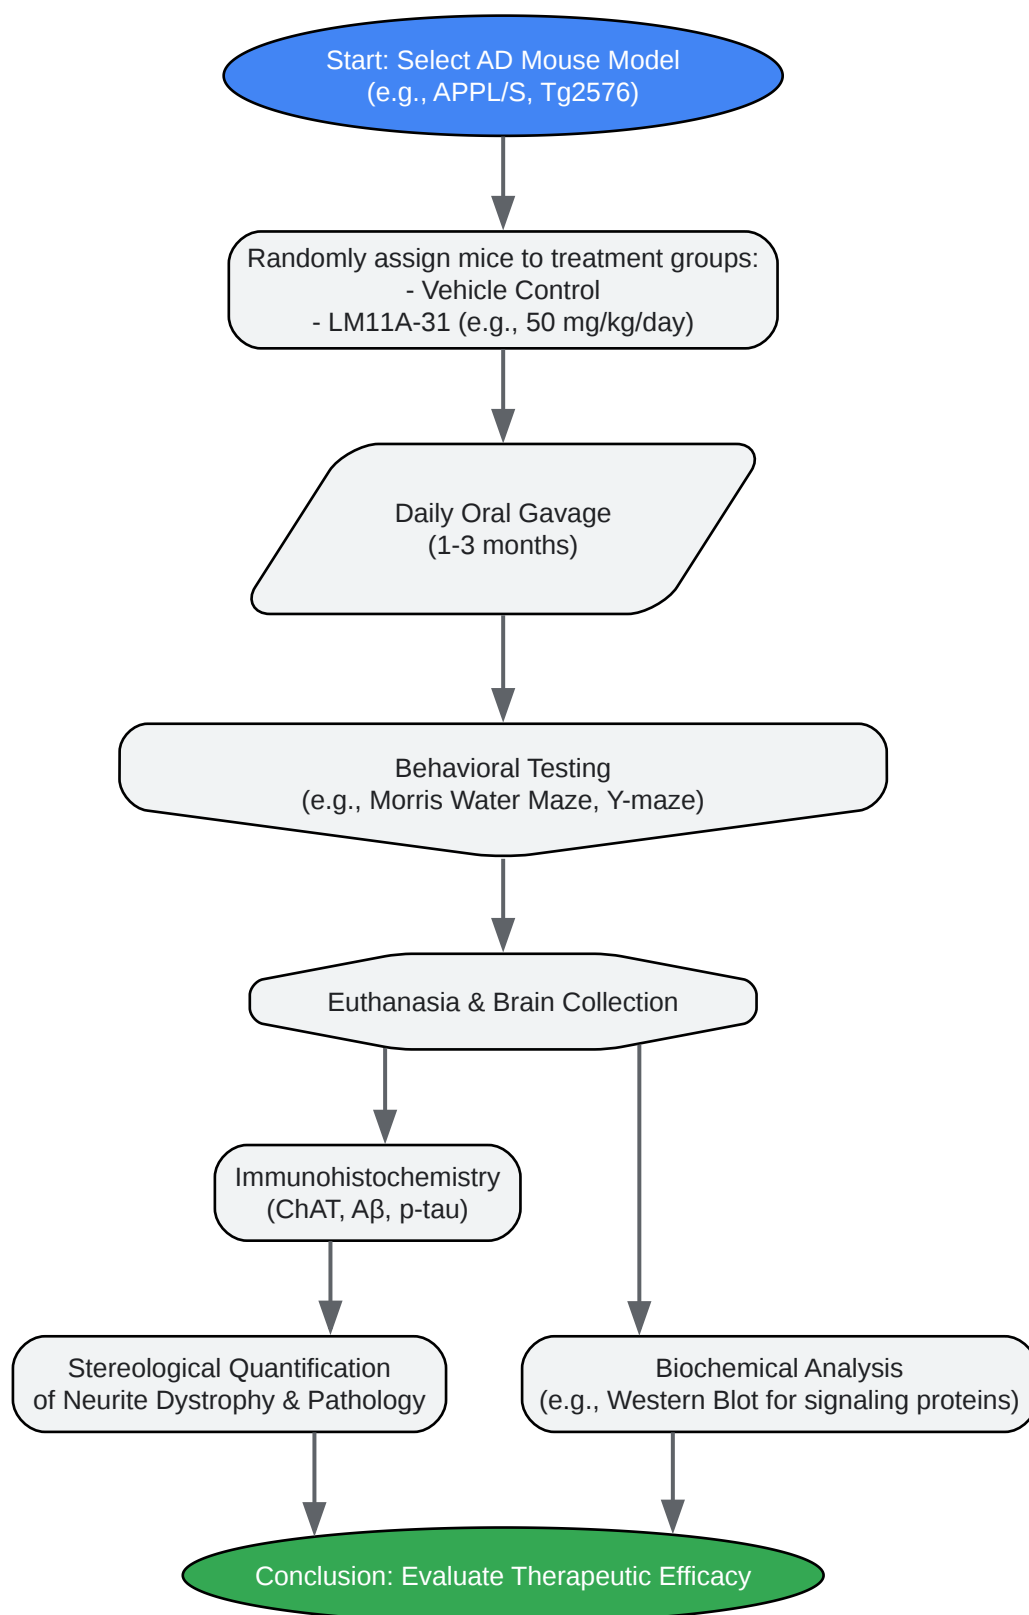 Start: Select AD Mouse Model
(e.g., APPL/S, Tg2576)
Randomly assign mice to treatment groups:
- Vehicle Control
- LM11A-31 (e.g., 50 mg/kg/day)
Daily Oral Gavage
(1-3 months)
Behavioral Testing
(e.g., Morris Water Maze, Y-maze)
Euthanasia & Brain Collection
Immunohistochemistry
(ChAT, Aβ, p-tau)
Stereological Quantification
of Neurite Dystrophy & Pathology
Biochemical Analysis
(e.g., Western Blot for signaling proteins)
Conclusion: Evaluate Therapeutic Efficacy